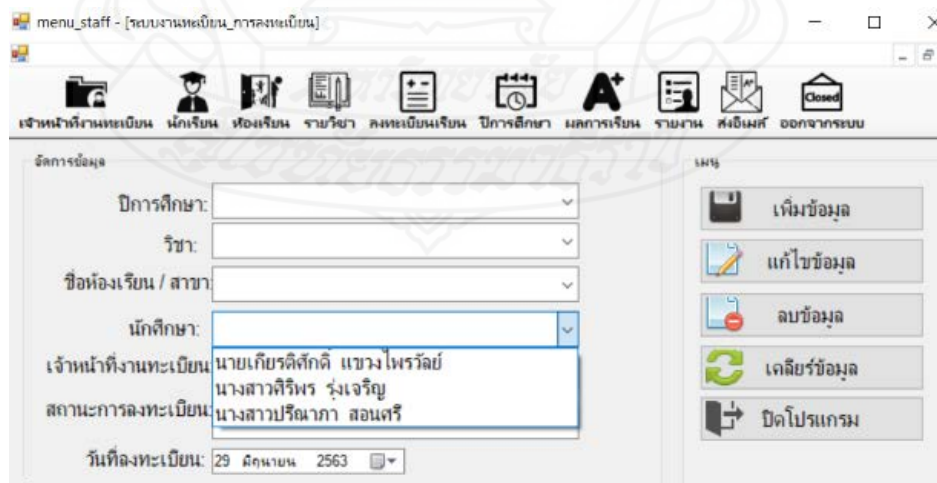 menu_staff - [ระบบงานทะเบียน_การลงทะเบียน]
เจ้าหน้าที่งานทะเบียน นักเรียน ห้องเรียน รายวิชา ลงทะเบียนเรียน ปีการศึกษา ผลการเรียน รายงาน ส่งอีเมลล์ ออกจากระบบ
Closed
จัดการข้อมูล
ปีการศึกษา:
วิชา:
ชื่อห้องเรียน / สาขา
นักศึกษา:
นายเกียรติศักดิ์ แขวงไพรวัลย์
เจ้าหน้าที่งานทะเบียน
นางสาวศิริพร รุ่งเจริญ
สถานะการลงทะเบียน:
นางสาวปรีณาภา สอนศรี
วันที่ลงทะเบียน: 29 มิถุนายน 2563
เมนู
เพิ่มข้อมูล
แก้ไขข้อมูล
ลบข้อมูล
เคลียร์ข้อมูล
ปิดโปรแกรม